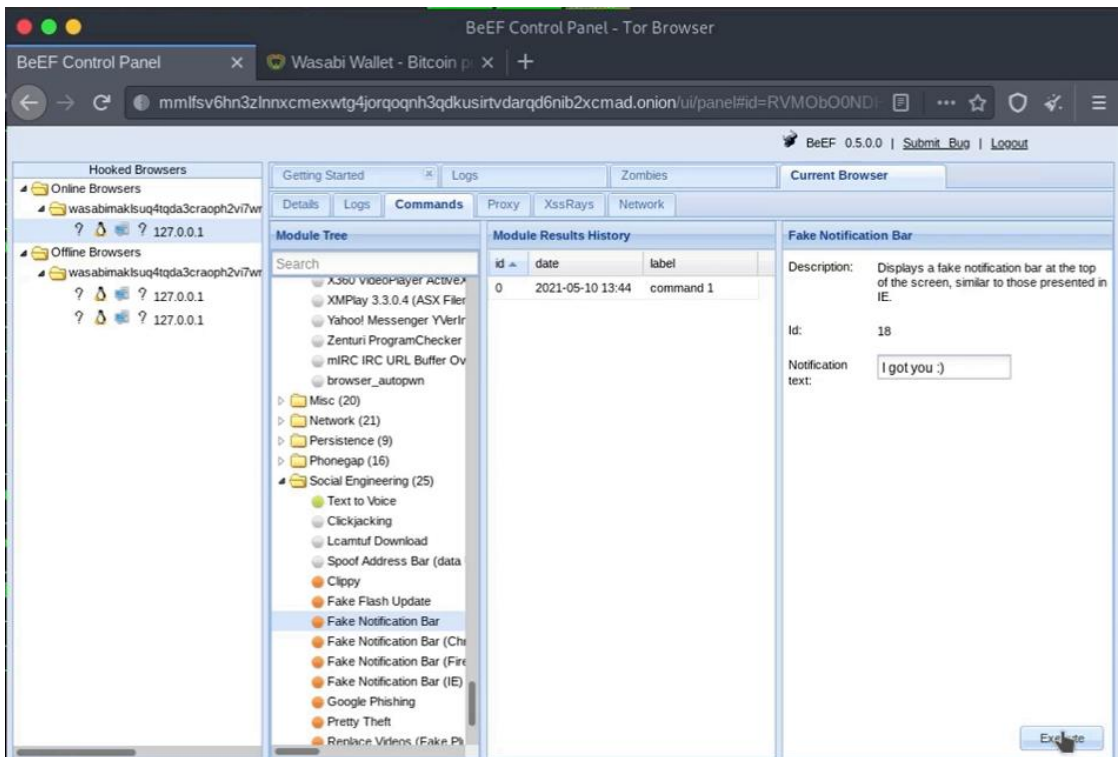 BeEF Control Panel - Tor Browser
BeEF Control Panel
Wasabi Wallet - Bitcoin p
mmlfsv6hn3zlnnxcmexwtg4jorqoqnh3qdkusirtvdarqd6nib2xcmad.onion/ui/panel#id=RVMObO0ND
BeEF 0.5.0.0 | Submit Bug | Logout
Hooked Browsers
Online Browsers
wasabimaklsuq4tqda3craoph2vi7wr
? ? 127.0.0.1
Offline Browsers
wasabimaklsuq4tqda3craoph2vi7wr
? ? 127.0.0.1
? ? 127.0.0.1
Getting Started Logs Zombies Current Browser
Details Logs Commands Proxy XssRays Network
Module Tree
Search
X360 VideoPlayer ActiveX
XMPlay 3.3.0.4 (ASX Filen
Yahoo! Messenger YVerIr
Zenturi ProgramChecker
mIRC IRC URL Buffer Ov
browser_autopwn
Misc (20)
Network (21)
Persistence (9)
Phonegap (16)
Social Engineering (25)
Text to Voice
Clickjacking
Lcamtuf Download
Spoof Address Bar (data
Clippy
Fake Flash Update
Fake Notification Bar
Fake Notification Bar (Chr
Fake Notification Bar (Fire
Fake Notification Bar (IE)
Google Phishing
Pretty Theft
Replace Videos (Fake Pl
Module Results History
id date label
0 2021-05-10 13:44 command 1
Fake Notification Bar
Description: Displays a fake notification bar at the top
of the screen, similar to those presented in
IE.
Id: 18
Notification text: I got you :)
Execute